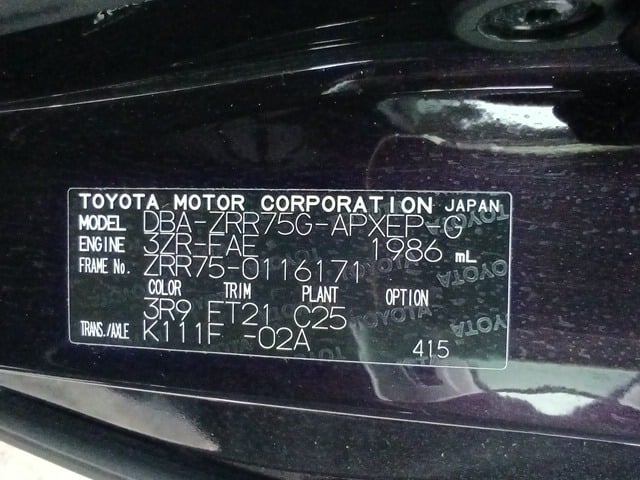 TOYOTA MOTOR CORPORATION JAPAN
MODEL DBA-ZRR75G-APXEP-G
ENGINE 3ZR-FAE 1986 mL
FRAME No. ZRR75-0116171
COLOR TRIM PLANT OPTION
3R9 FT21 C25
TRANS./AXLE K111F -02A
415